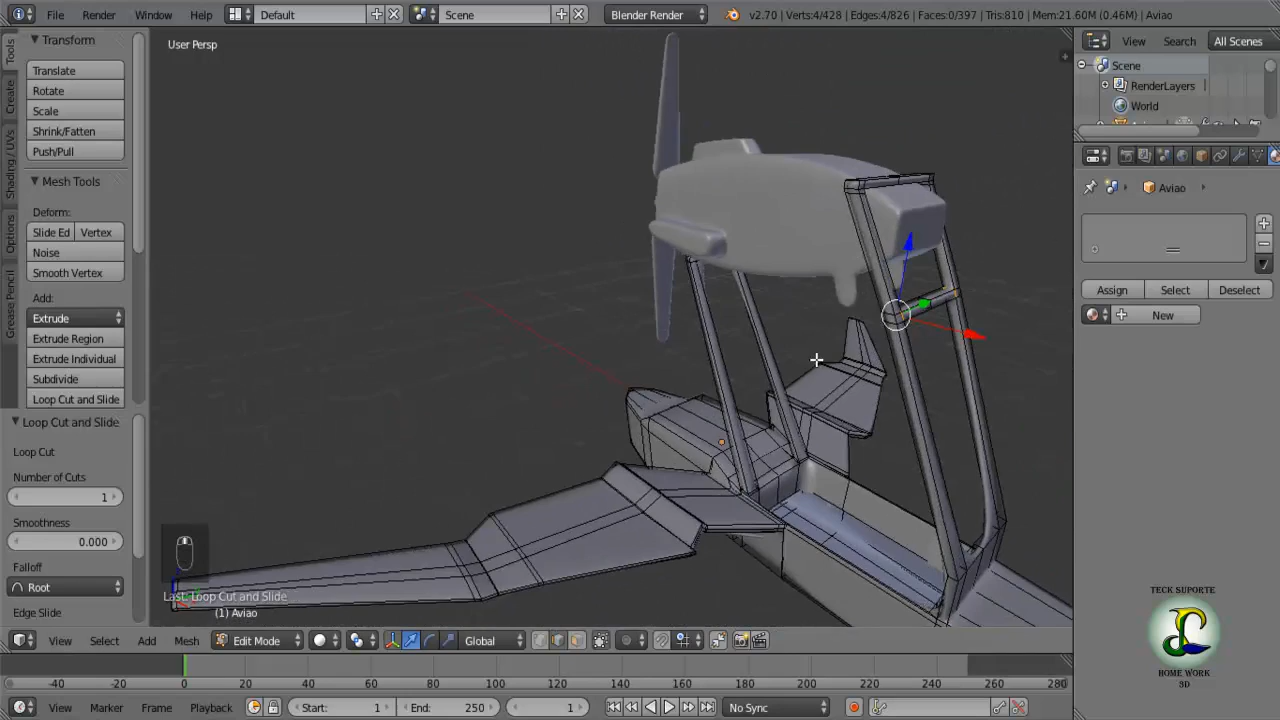 File Render Window Help Default Scene Blender Render v2.70 | Verts:4/428 | Edges:4/826 | Faces:0/397 | Tris:810 | Mem:21.60M (0.46M) | Aviao
User Persp
Tools
Create
Shading / UVs
Options
Grease Pencil
Transform
Translate
Rotate
Scale
Shrink/Fatten
Push/Pull
Mesh Tools
Deform:
Slide Ed Vertex
Noise
Smooth Vertex
Add:
Extrude
Extrude Region
Extrude Individual
Subdivide
Loop Cut and Slide
Loop Cut and Slide
Loop Cut
Number of Cuts
1
Smoothness
0.000
Falloff
Root
Edge Slide
Last: Loop Cut and Slide
(1) Aviao
View Search All Scenes
Scene
RenderLayers
World
Aviao
Assign Select Deselect
New
TECK SUPORTE
HOME WORK
3D
View Select Add Mesh Edit Mode Global
-40 -20 0 20 40 60 80 100 120 140 160 180 200 220 240 260 280
View Marker Frame Playback Start: 1 End: 250 1 No Sync